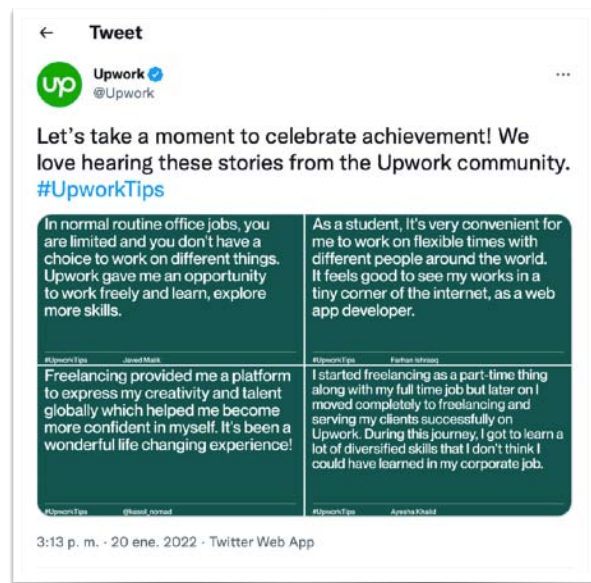 Tweet
up
Upwork
@Upwork
Let's take a moment to celebrate achievement! We
love hearing these stories from the Upwork community.
#UpworkTips
In normal routine office jobs, you
are limited and you don't have a
choice to work on different things.
Upwork gave me an opportunity
to work freely and learn, explore
more skills.
#UpworkTips Javed Malik
As a student, It's very convenient for
me to work on flexible times with
different people around the world.
It feels good to see my works in a
tiny corner of the internet, as a web
app developer.
#UpworkTips Farhan Ishraq
Freelancing provided me a platform
to express my creativity and talent
globally which helped me become
more confident in myself. It's been a
wonderful life changing experience!
#UpworkTips @kasol_nomad
I started freelancing as a part-time thing
along with my full time job but later on I
moved completely to freelancing and
serving my clients successfully on
Upwork. During this journey, I got to learn a
lot of diversified skills that I don't think I
could have learned in my corporate job.
#UpworkTips Ayesha Khalid
3:13 p. m. · 20 ene. 2022 · Twitter Web App